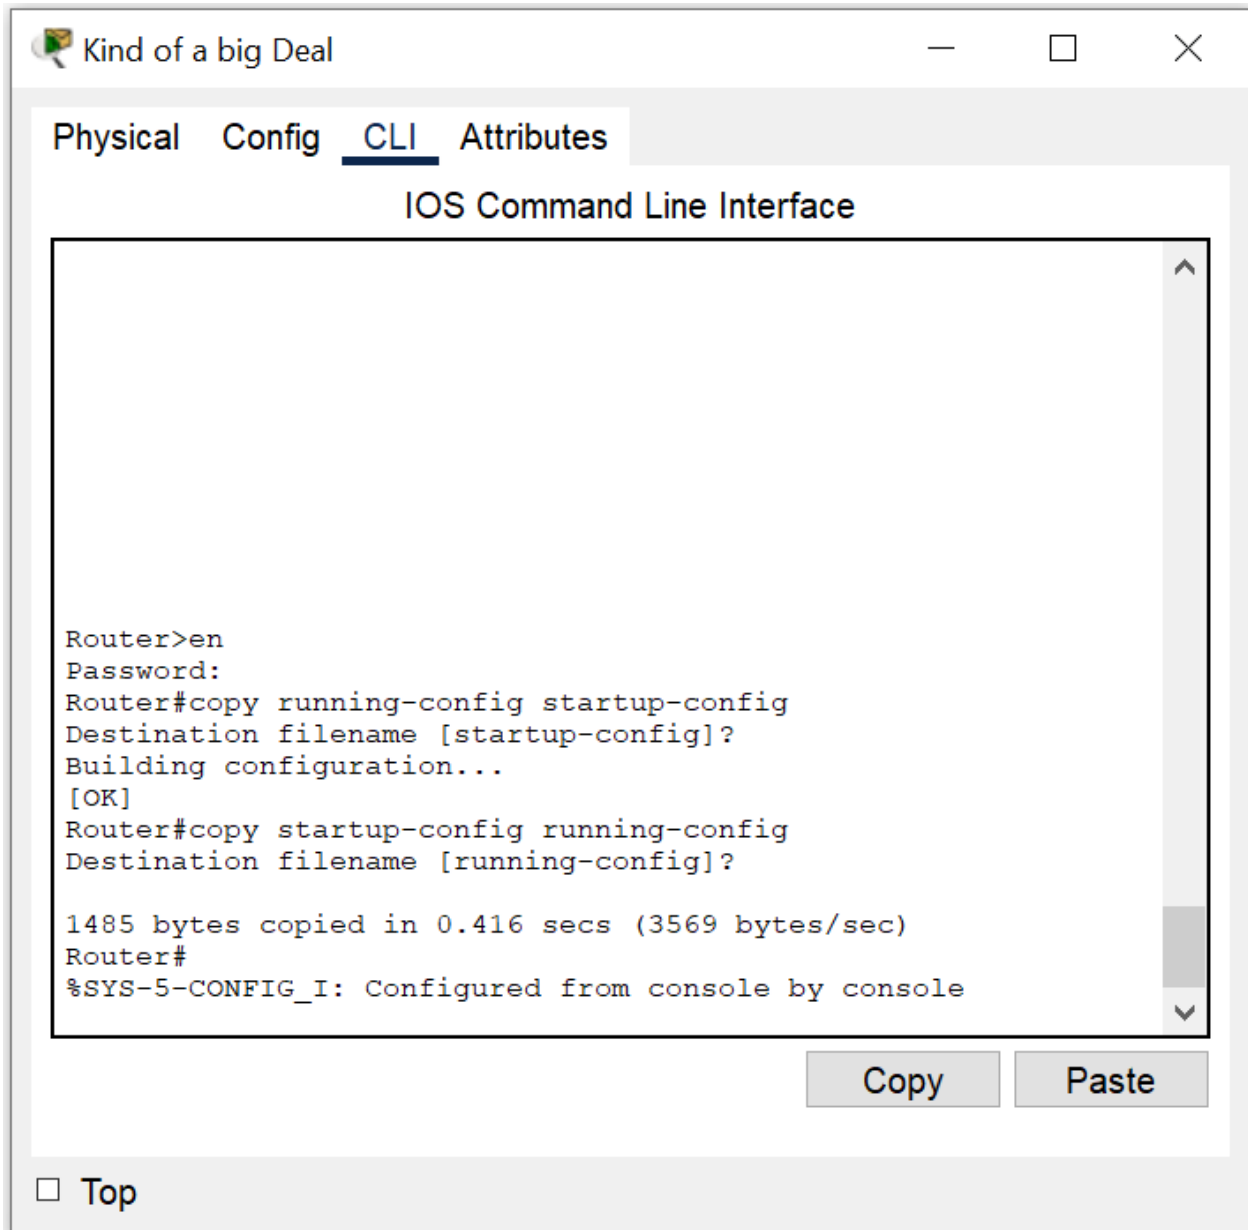 Kind of a big Deal
Physical Config CLI Attributes
IOS Command Line Interface
Router>en
Password:
Router#copy running-config startup-config
Destination filename [startup-config]?
Building configuration...
[OK]
Router#copy startup-config running-config
Destination filename [running-config]?
1485 bytes copied in 0.416 secs (3569 bytes/sec)
Router#
%SYS-5-CONFIG_I: Configured from console by console
Copy Paste
Top